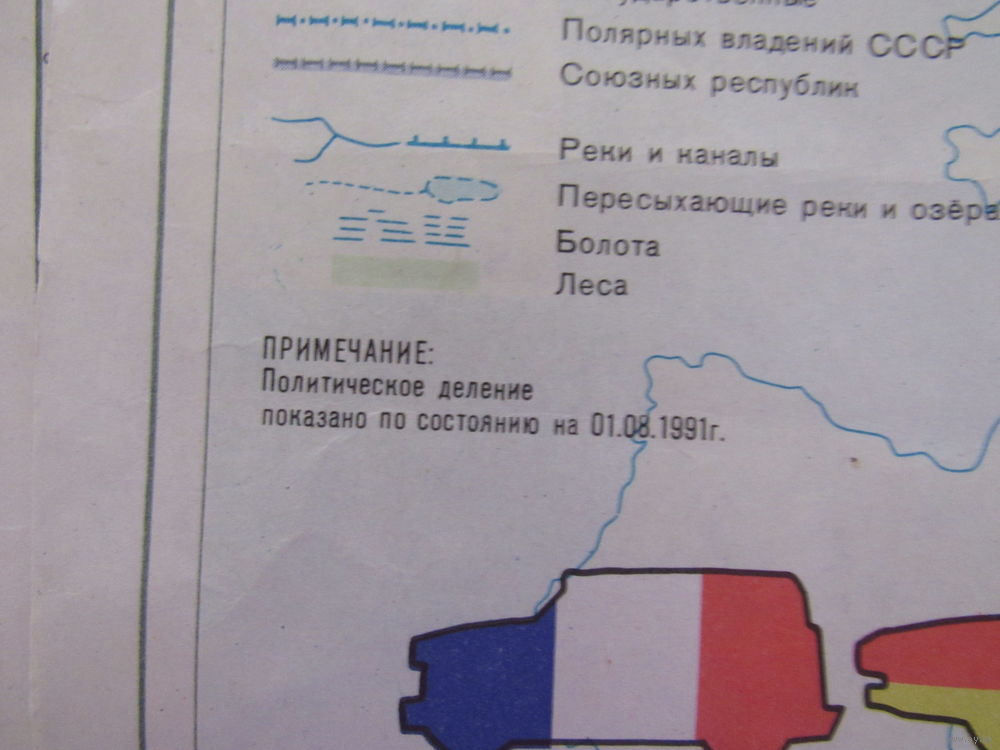 Полярных владений СССР
Союзных республик
Реки и каналы
Пересыхающие реки и озёра
Болота
Леса
ПРИМЕЧАНИЕ:
Политическое деление
показано по состоянию на 01.08.1991г.